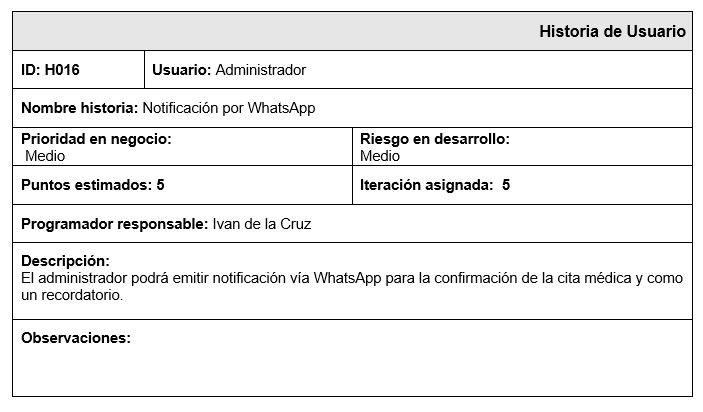 Historia de Usuario
ID: H016
Usuario: Administrador
Nombre historia: Notificación por WhatsApp
Prioridad en negocio:
Medio
Riesgo en desarrollo:
Medio
Puntos estimados: 5
Iteración asignada: 5
Programador responsable: Ivan de la Cruz
Descripción:
El administrador podrá emitir notificación vía WhatsApp para la confirmación de la cita médica y como
un recordatorio.
Observaciones: